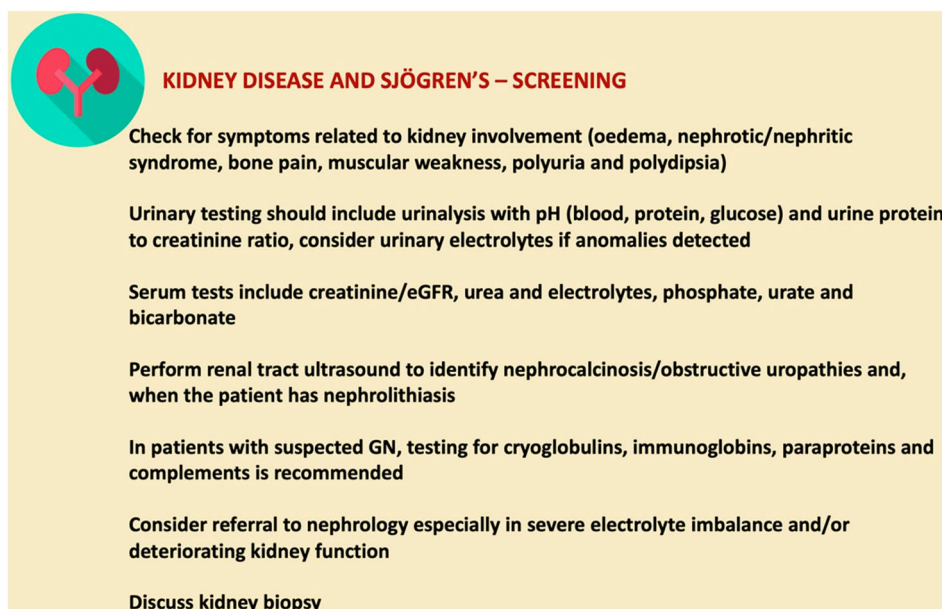 KIDNEY DISEASE AND SJÖGREN'S – SCREENING
Check for symptoms related to kidney involvement (oedema, nephrotic/nephritic
syndrome, bone pain, muscular weakness, polyuria and polydipsia)
Urinary testing should include urinalysis with pH (blood, protein, glucose) and urine protein
to creatinine ratio, consider urinary electrolytes if anomalies detected
Serum tests include creatinine/eGFR, urea and electrolytes, phosphate, urate and
bicarbonate
Perform renal tract ultrasound to identify nephrocalcinosis/obstructive uropathies and,
when the patient has nephrolithiasis
In patients with suspected GN, testing for cryoglobulins, immunoglobins, paraproteins and
complements is recommended
Consider referral to nephrology especially in severe electrolyte imbalance and/or
deteriorating kidney function
Discuss kidney biopsy